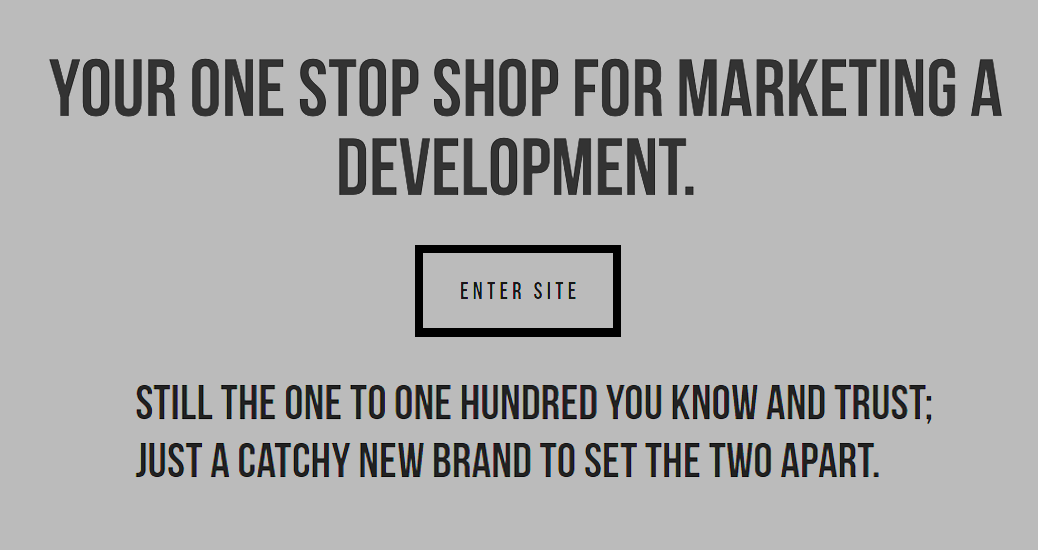 YOUR ONE STOP SHOP FOR MARKETING A
DEVELOPMENT.
ENTER SITE
STILL THE ONE TO ONE HUNDRED YOU KNOW AND TRUST;
JUST A CATCHY NEW BRAND TO SET THE TWO APART.